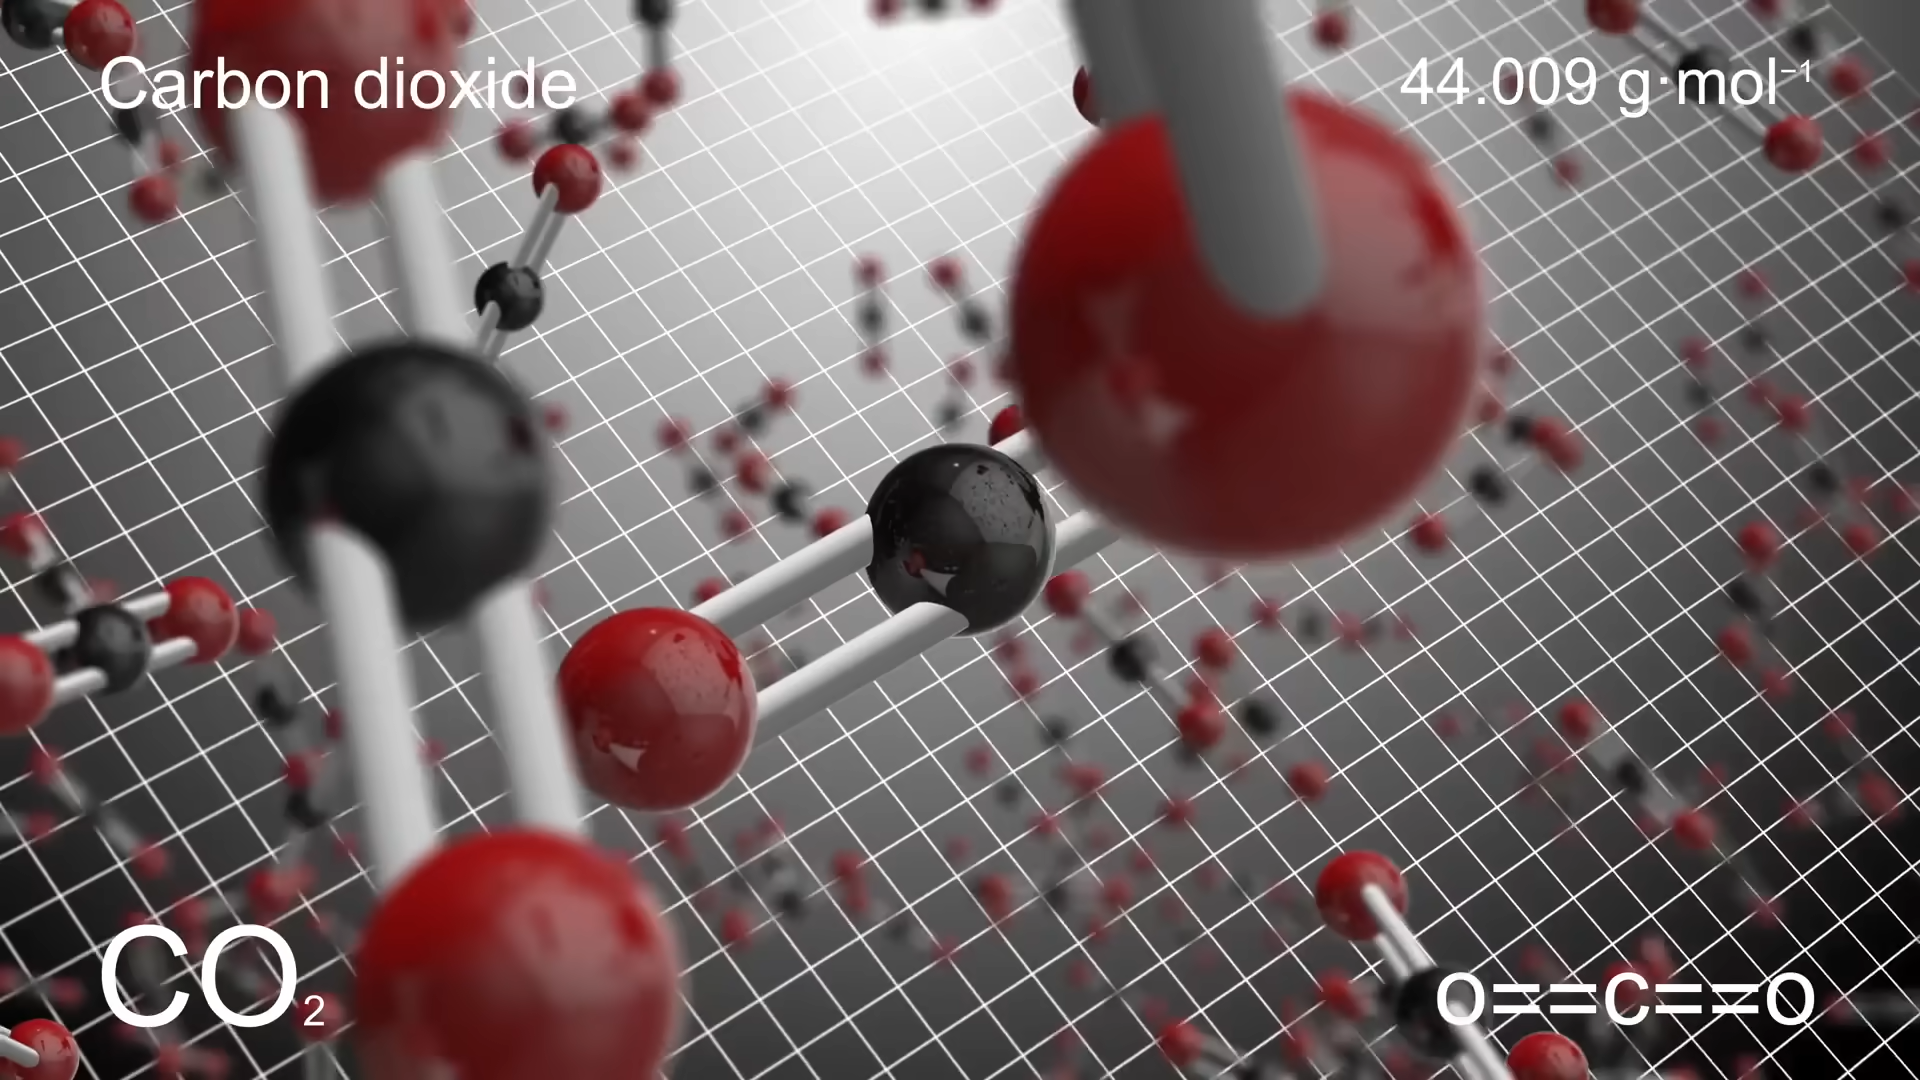 Carbon dioxide
44.009 g·mol⁻¹
CO₂
O==C==O